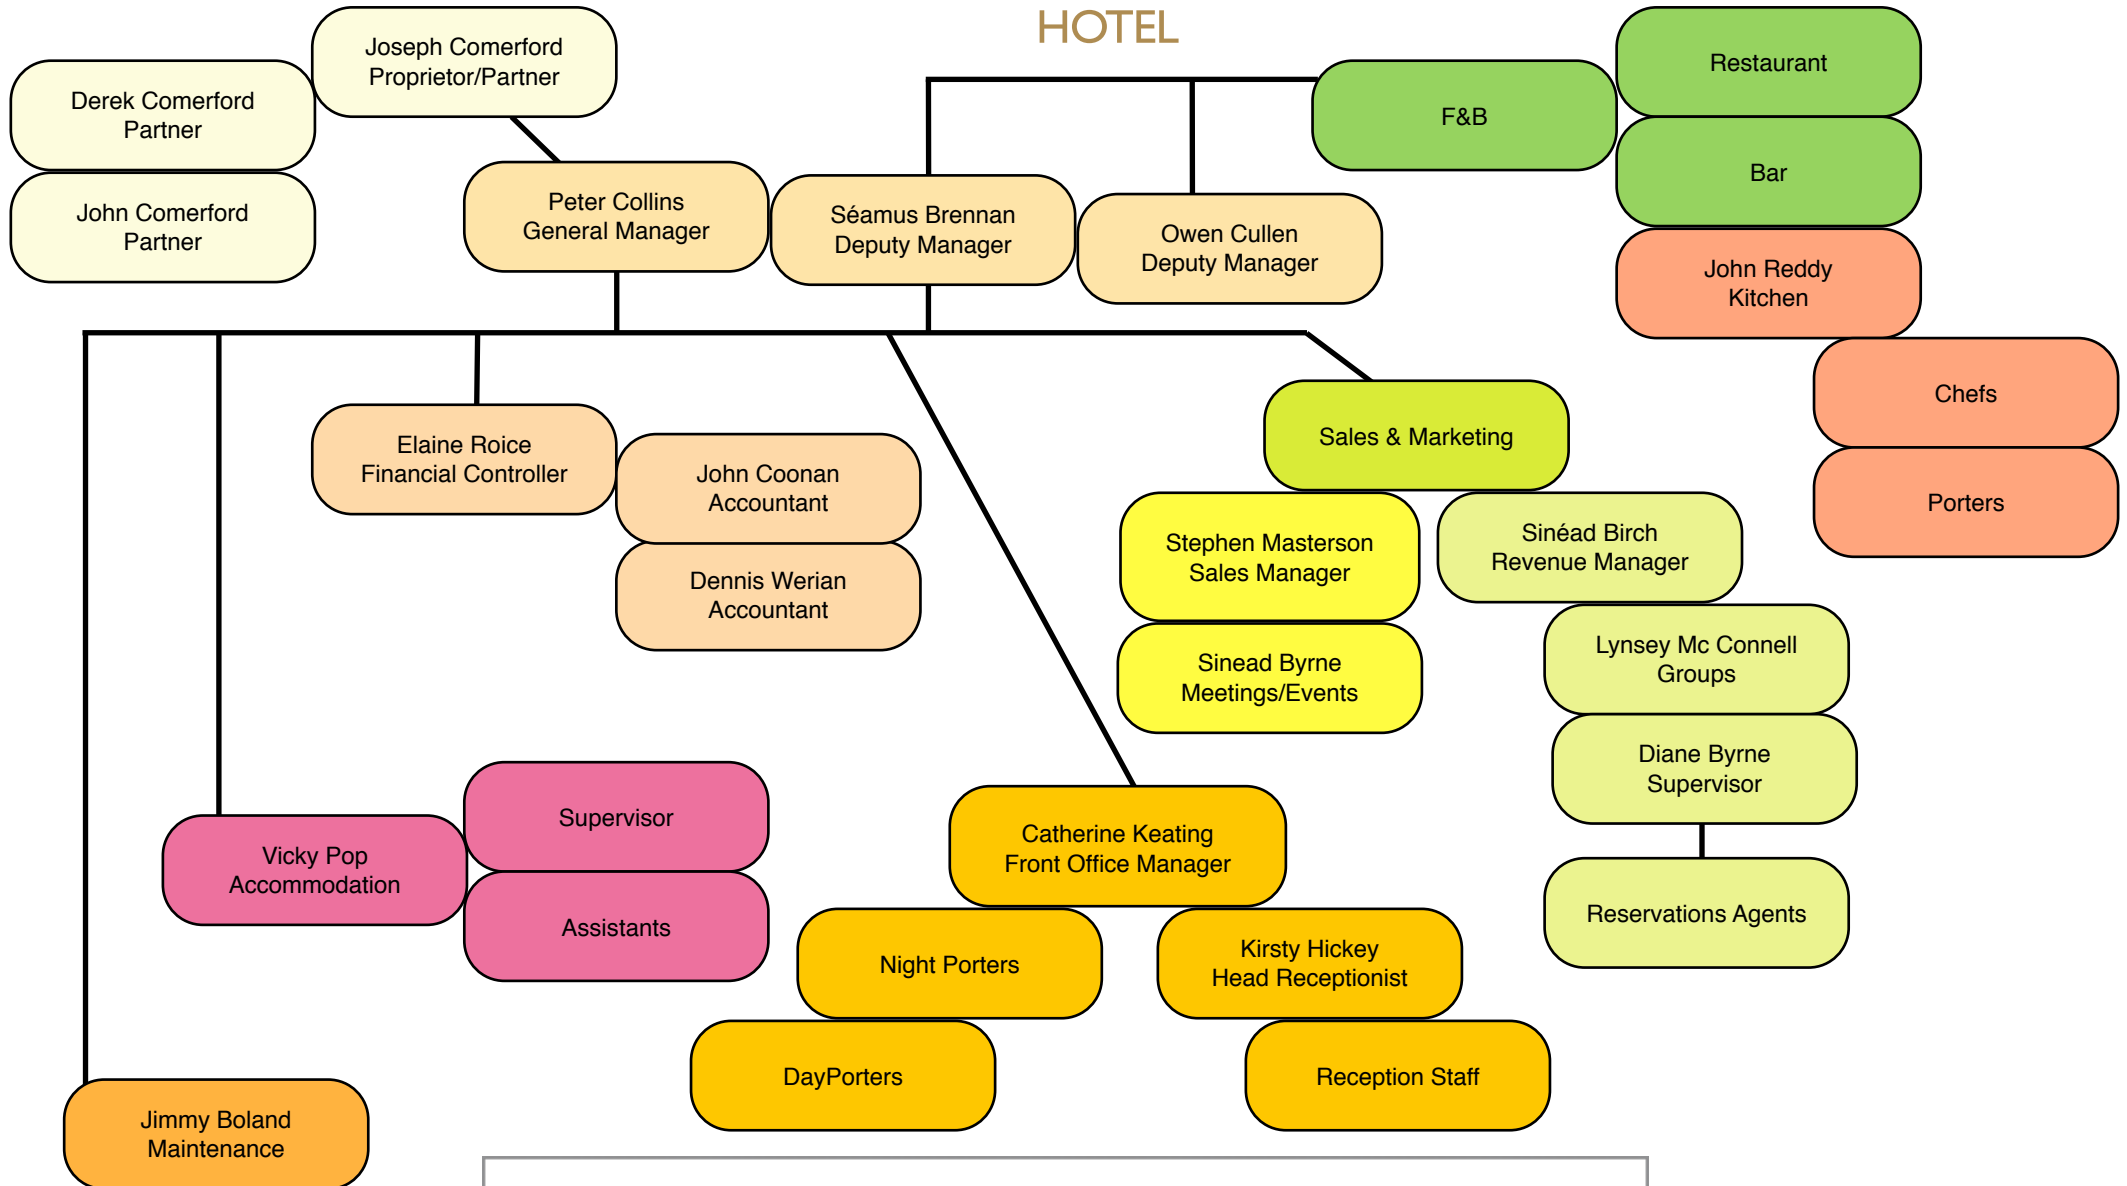 HOTEL
Joseph Comerford
Proprietor/Partner
Derek Comerford
Partner
John Comerford
Partner
Peter Collins
General Manager
Séamus Brennan
Deputy Manager
Owen Cullen
Deputy Manager
F&B
Restaurant
Bar
John Reddy
Kitchen
Chefs
Porters
Elaine Roice
Financial Controller
John Coonan
Accountant
Dennis Werian
Accountant
Sales & Marketing
Stephen Masterson
Sales Manager
Sinead Byrne
Meetings/Events
Sinéad Birch
Revenue Manager
Lynsey Mc Connell
Groups
Diane Byrne
Supervisor
Reservations Agents
Vicky Pop
Accommodation
Supervisor
Assistants
Catherine Keating
Front Office Manager
Night Porters
DayPorters
Kirsty Hickey
Head Receptionist
Reception Staff
Jimmy Boland
Maintenance